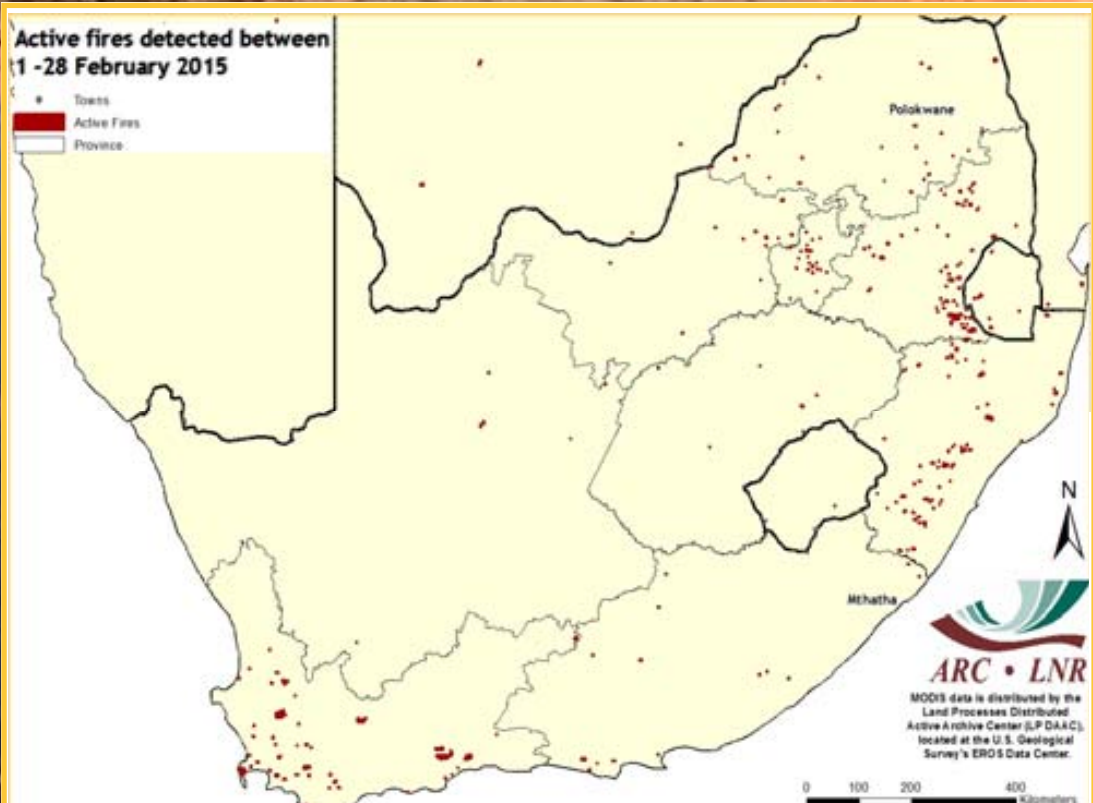 Active fires detected between
1 -28 February 2015
Towns
Active Fires
Province
Polokwane
N
Mthatha
ARC • LNR
MODIS data is distributed by the
Land Processes Distributed
Active Archive Center (LP DAAC),
located at the U.S. Geological
Survey's EROS Data Center.
0 100 200 400
Kilometers